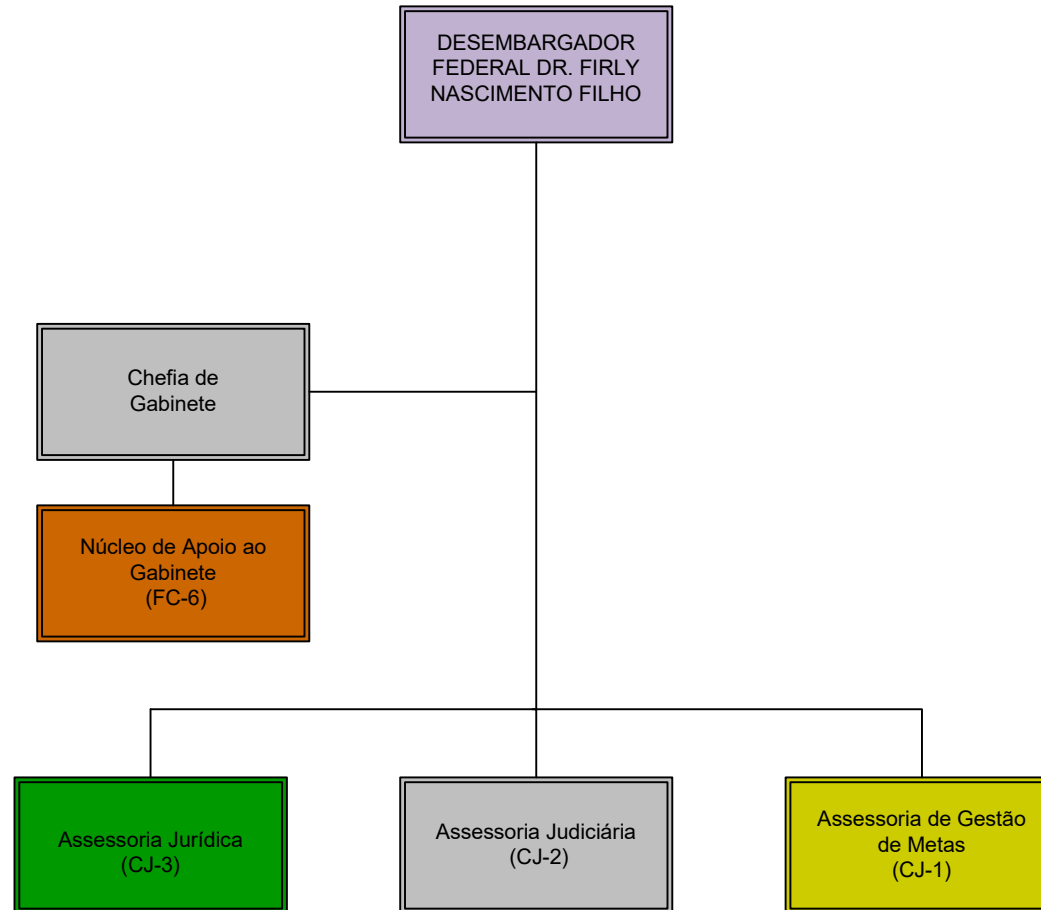 DESEMBARGADOR
FEDERAL DR. FIRLY
NASCIMENTO FILHO
Chefia de
Gabinete
Núcleo de Apoio ao
Gabinete
(FC-6)
Assessoria Jurídica
(CJ-3)
Assessoria Judiciária
(CJ-2)
Assessoria de Gestão
de Metas
(CJ-1)